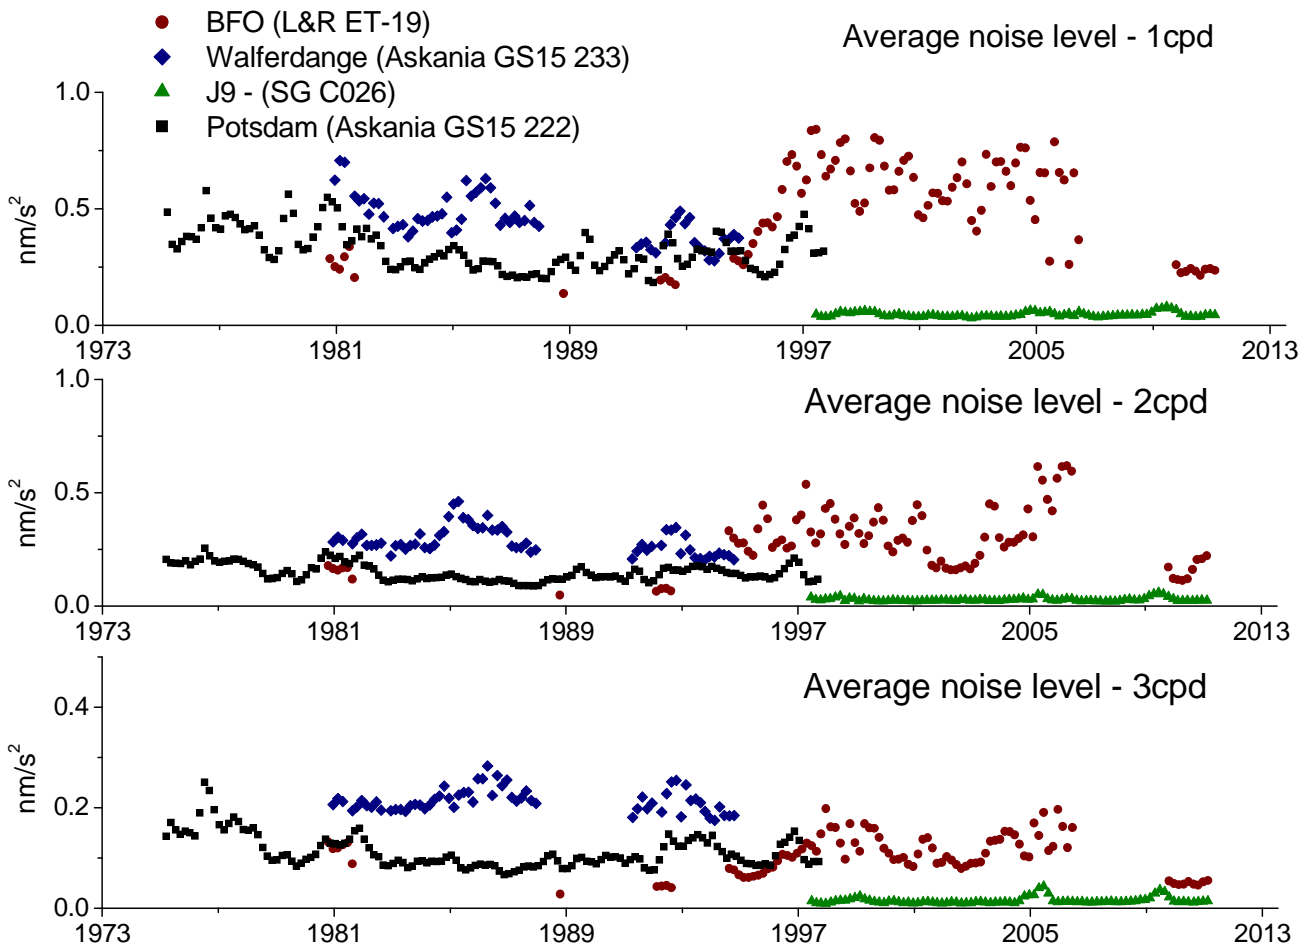 BFO (L&R ET-19)
Average noise level - 1cpd
Walferdange (Askania GS15 233)
J9 - (SG C026)
Potsdam (Askania GS15 222)
1.0
0.5
0.0
nm/s²
1973 1981 1989 1997 2005 2013
Average noise level - 2cpd
1.0
0.5
0.0
nm/s²
1973 1981 1989 1997 2005 2013
Average noise level - 3cpd
0.4
0.2
0.0
nm/s²
1973 1981 1989 1997 2005 2013